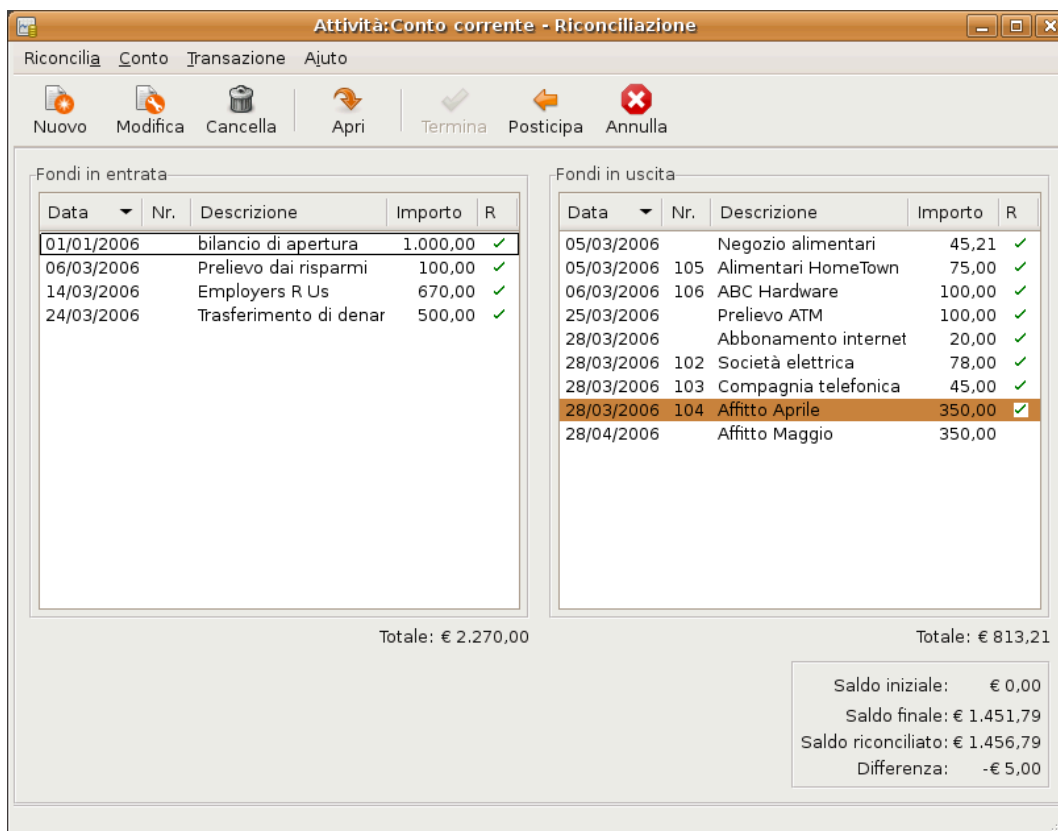 Attività:Conto corrente - Riconciliazione
Riconcilia Conto Transazione Aiuto
Nuovo Modifica Cancella Apri Termina Posticipa Annulla
Fondi in entrata
Data Nr. Descrizione Importo R
01/01/2006 bilancio di apertura 1.000,00
06/03/2006 Prelievo dai risparmi 100,00
14/03/2006 Employers R Us 670,00
24/03/2006 Trasferimento di denar 500,00
Totale: € 2.270,00
Fondi in uscita
Data Nr. Descrizione Importo R
05/03/2006 Negozio alimentari 45,21
05/03/2006 105 Alimentari HomeTown 75,00
06/03/2006 106 ABC Hardware 100,00
25/03/2006 Prelievo ATM 100,00
28/03/2006 Abbonamento internet 20,00
28/03/2006 102 Società elettrica 78,00
28/03/2006 103 Compagnia telefonica 45,00
28/03/2006 104 Affitto Aprile 350,00
28/04/2006 Affitto Maggio 350,00
Totale: € 813,21
Saldo iniziale: € 0,00
Saldo finale: € 1.451,79
Saldo riconciliato: € 1.456,79
Differenza: -€ 5,00